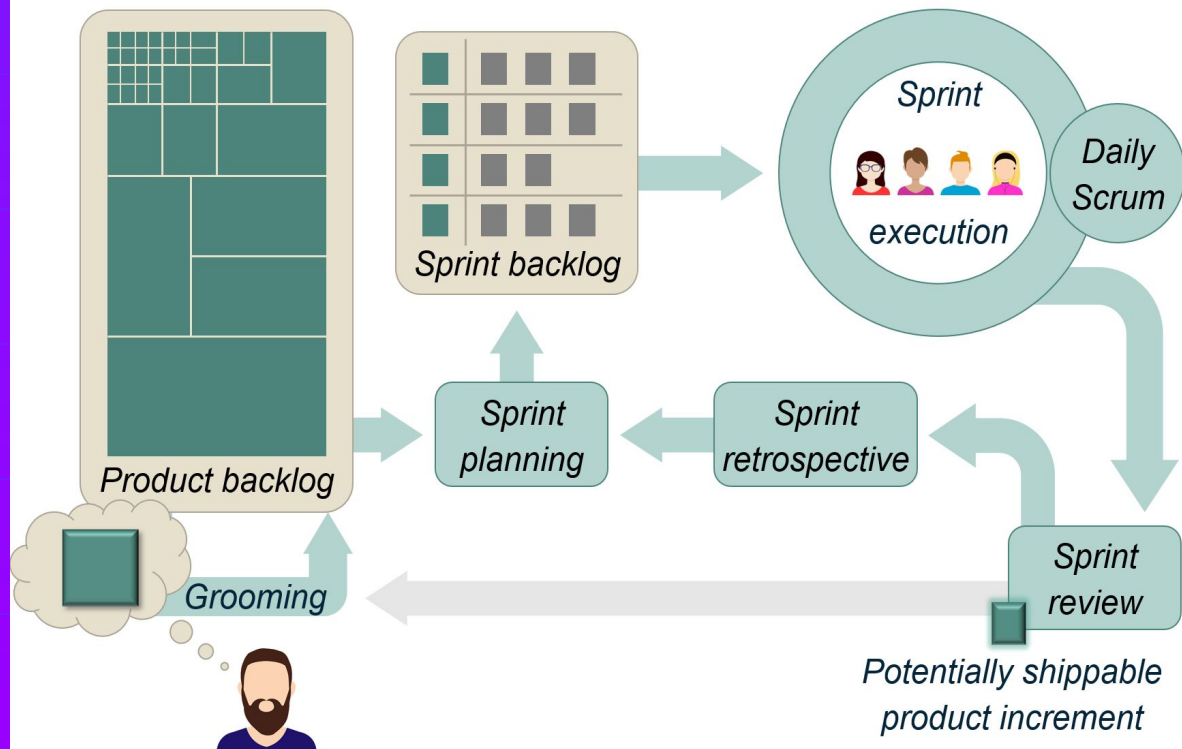 Product backlog
Sprint backlog
Sprint
execution
Daily
Scrum
Sprint
planning
Sprint
retrospective
Sprint
review
Grooming
Potentially shippable
product increment